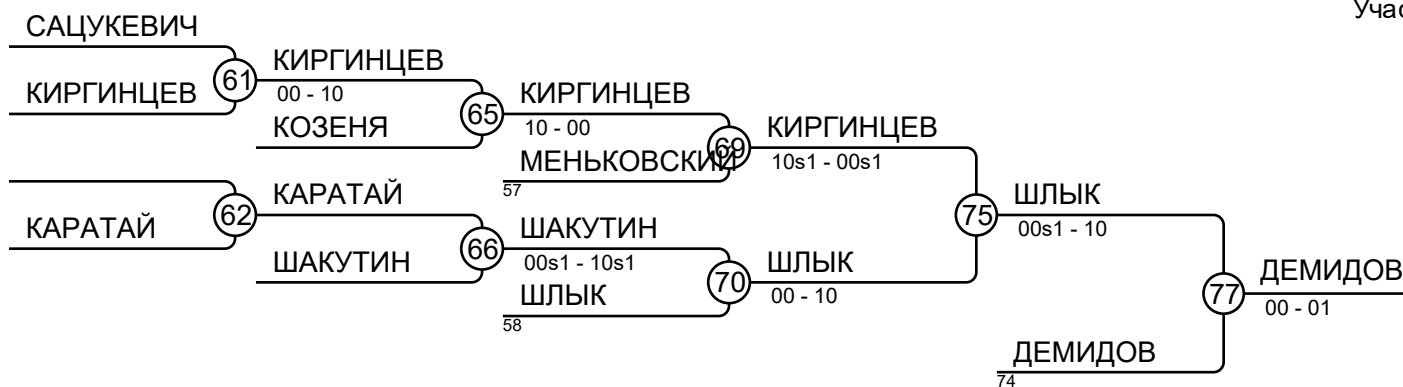 САЦУКЕВИЧ
Учас
КИРГИНЦЕВ
61
КИРГИНЦЕВ
00 - 10
КОЗЕНЯ
65
КИРГИНЦЕВ
10 - 00
МЕНЬКОВСКИЙ
57
69
КИРГИНЦЕВ
10s1 - 00s1
КАРАТАЙ
62
КАРАТАЙ
ШАКУТИН
66
ШАКУТИН
00s1 - 10s1
ШЛЫК
58
70
ШЛЫК
00 - 10
75
ШЛЫК
00s1 - 10
ДЕМИДОВ
74
77
ДЕМИДОВ
00 - 01